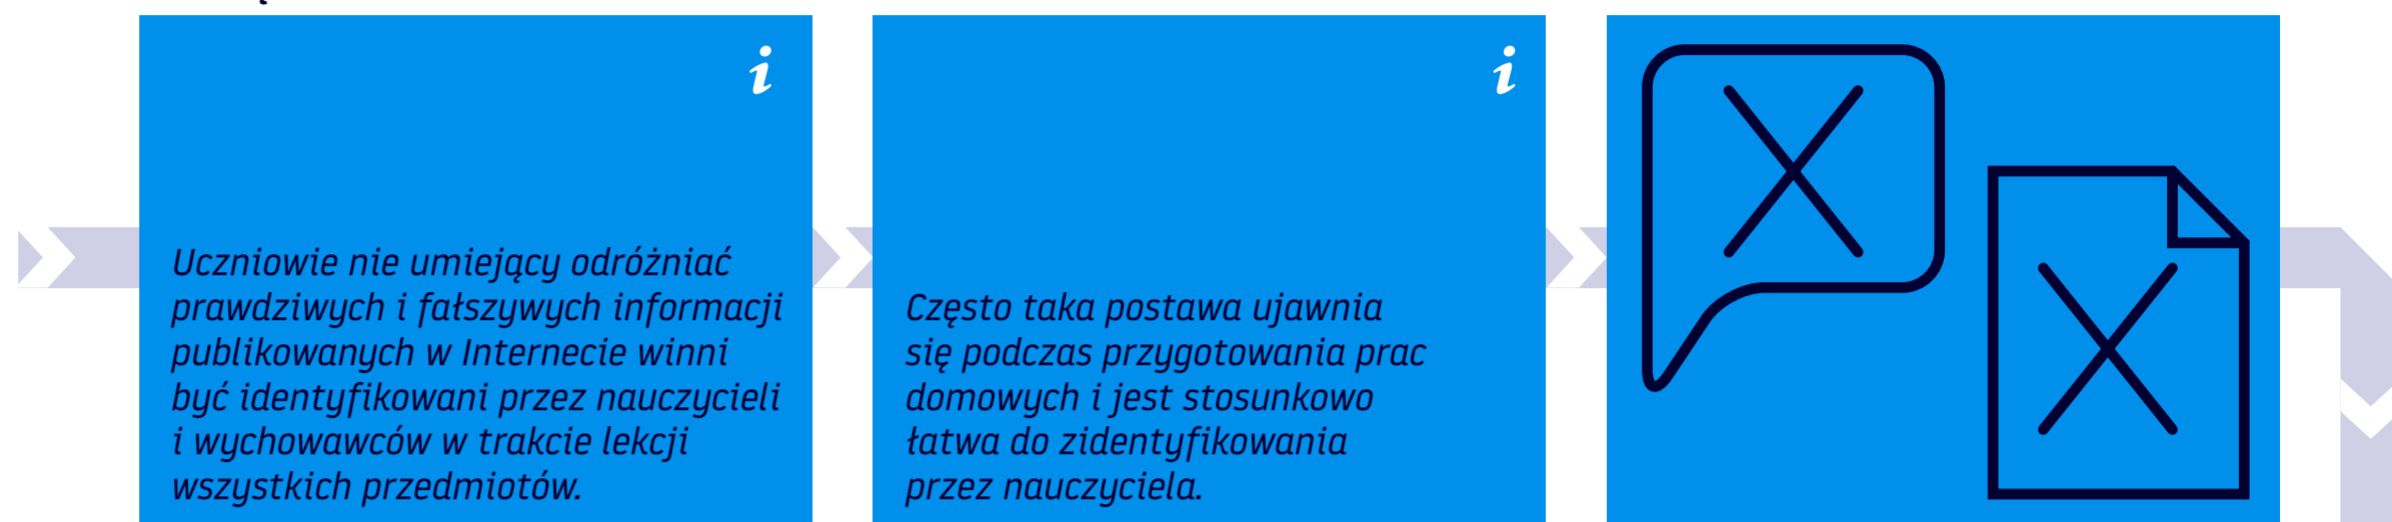 i
Uczniowie nie umiejący odróżniać
prawdziwych i fałszywych informacji
publikowanych w Internecie winni
być identyfikowani przez nauczycieli
i wychowawców w trakcie lekcji
wszystkich przedmiotów.
i
Często taka postawa ujawnia
się podczas przygotowania prac
domowych i jest stosunkowo
łatwa do zidentyfikowania
przez nauczyciela.